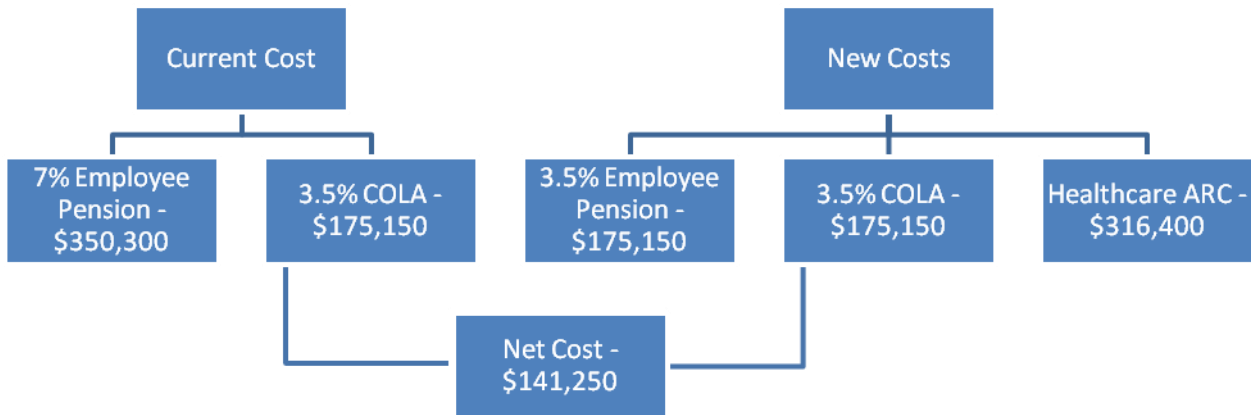 Current Cost
New Costs
7% Employee
Pension -
$350,300
3.5% COLA -
$175,150
3.5% Employee
Pension -
$175,150
3.5% COLA -
$175,150
Healthcare ARC -
$316,400
Net Cost -
$141,250